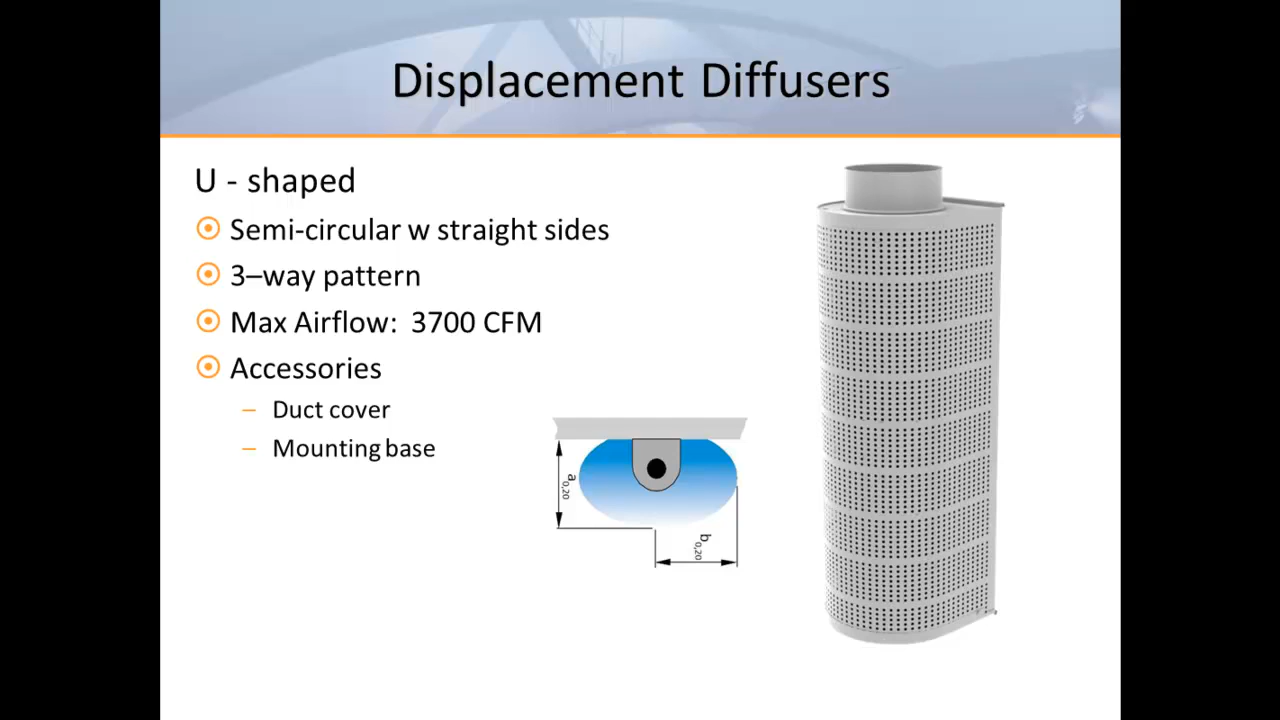 Displacement Diffusers
U - shaped
Semi-circular w straight sides
3–way pattern
Max Airflow: 3700 CFM
Accessories
– Duct cover
– Mounting base
a0,20
b0,20